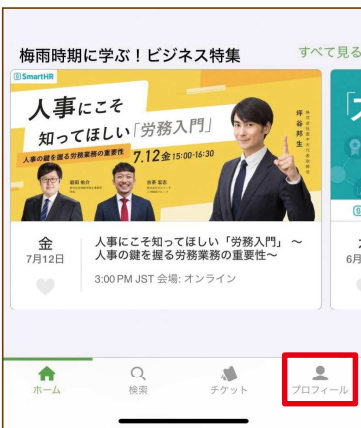 梅雨時期に学ぶ！ビジネス特集
すべて見る
SmartHR
人事にこそ
知ってほしい「労務入門」
人事の鍵を握る労務業務の重要性
7.12金 15:00-16:30
坪谷邦生
金
7月12日
人事にこそ知ってほしい「労務入門」 ～
人事の鍵を握る労務業務の重要性～
3:00 PM JST 会場: オンライン
6月
ホーム
検索
チケット
プロフィール